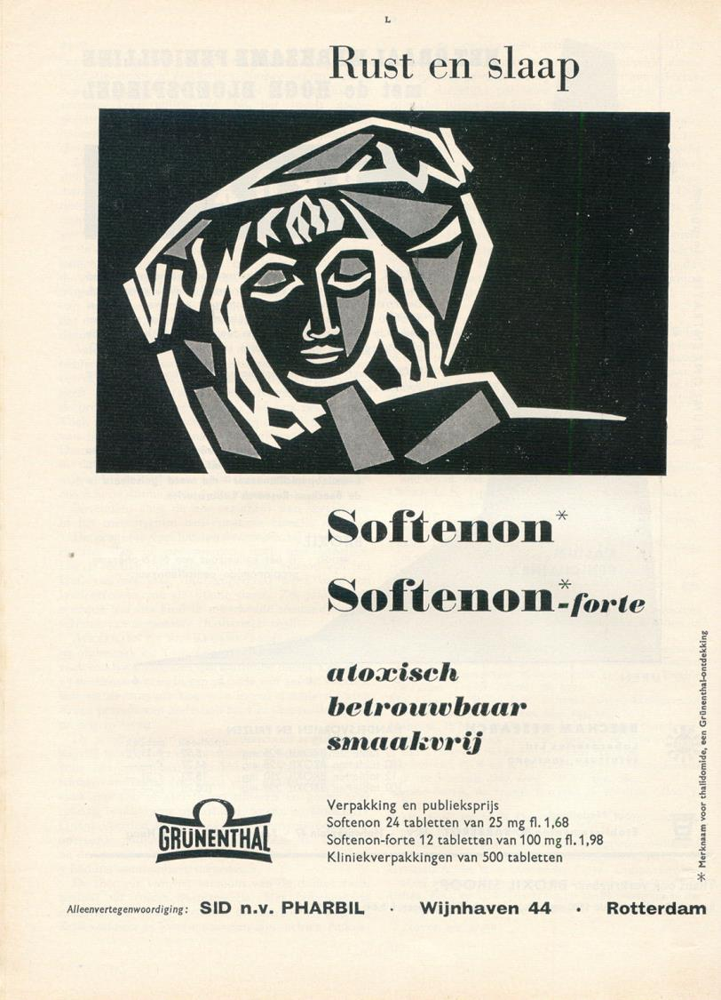 L
Rust en slaap
Softenon*
Softenon*-forte
atoxisch
betrouwbaar
smaakvrij
Verpakking en publieksprijs
Softenon 24 tabletten van 25 mg fl. 1,68
Softenon-forte 12 tabletten van 100 mg fl. 1,98
Kliniekverpakkingen van 500 tabletten
GRÜNENTHAL
* Merknaam voor thalidomide, een Grünenthal-ontdekking
Alleenvertegenwoordiging: SID n.v. PHARBIL · Wijnhaven 44 · Rotterdam